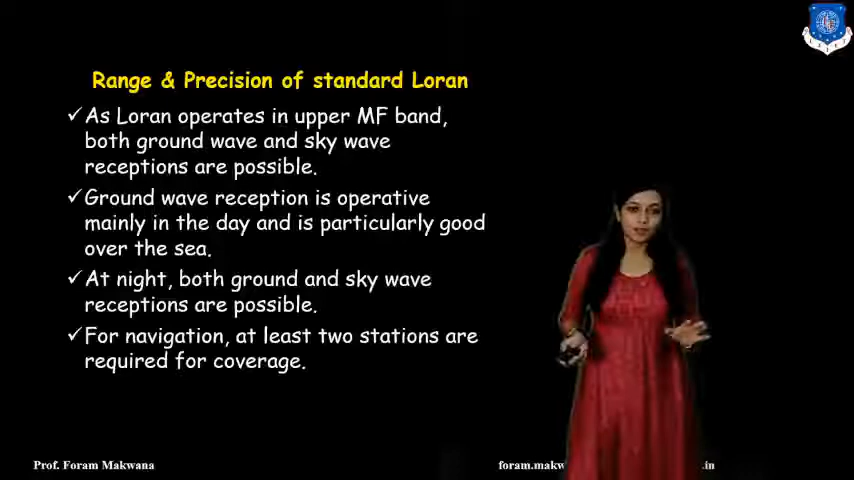 Range & Precision of standard Loran
✓As Loran operates in upper MF band,
both ground wave and sky wave
receptions are possible.
✓Ground wave reception is operative
mainly in the day and is particularly good
over the sea.
✓At night, both ground and sky wave
receptions are possible.
✓For navigation, at least two stations are
required for coverage.
Prof. Foram Makwana
foram.makw
.in